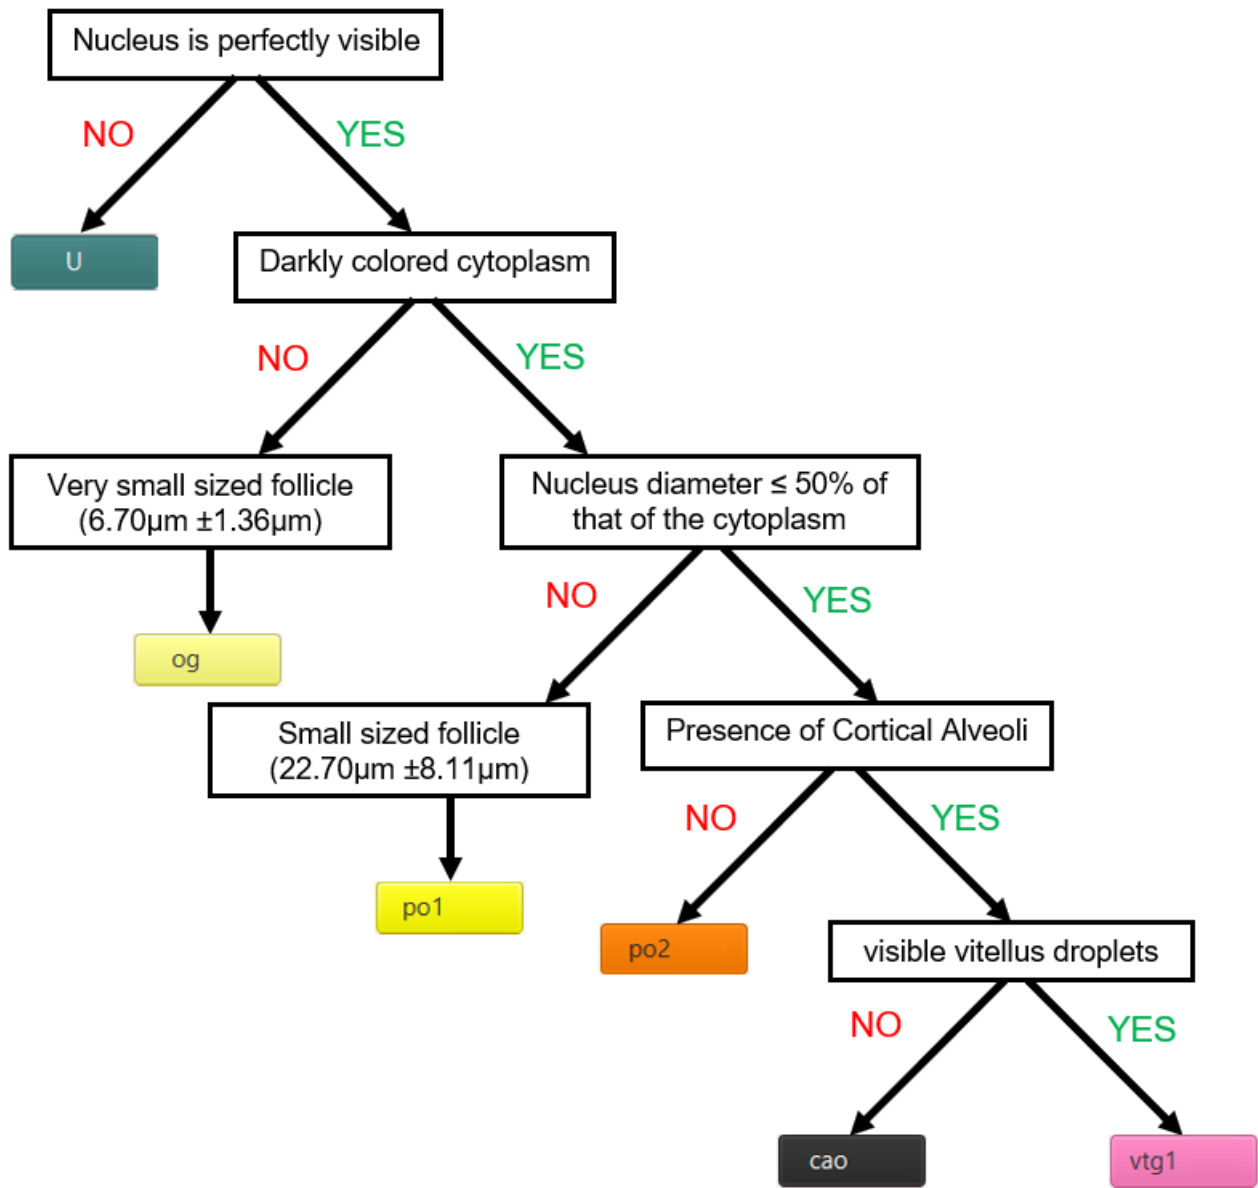 Nucleus is perfectly visible
NO
YES
U
Darkly colored cytoplasm
NO
YES
Very small sized follicle
(6.70µm ±1.36µm)
Nucleus diameter ≤ 50% of
that of the cytoplasm
NO
YES
og
Small sized follicle
(22.70µm ±8.11µm)
Presence of Cortical Alveoli
NO
YES
po1
po2
visible vitellus droplets
NO
YES
cao
vtg1